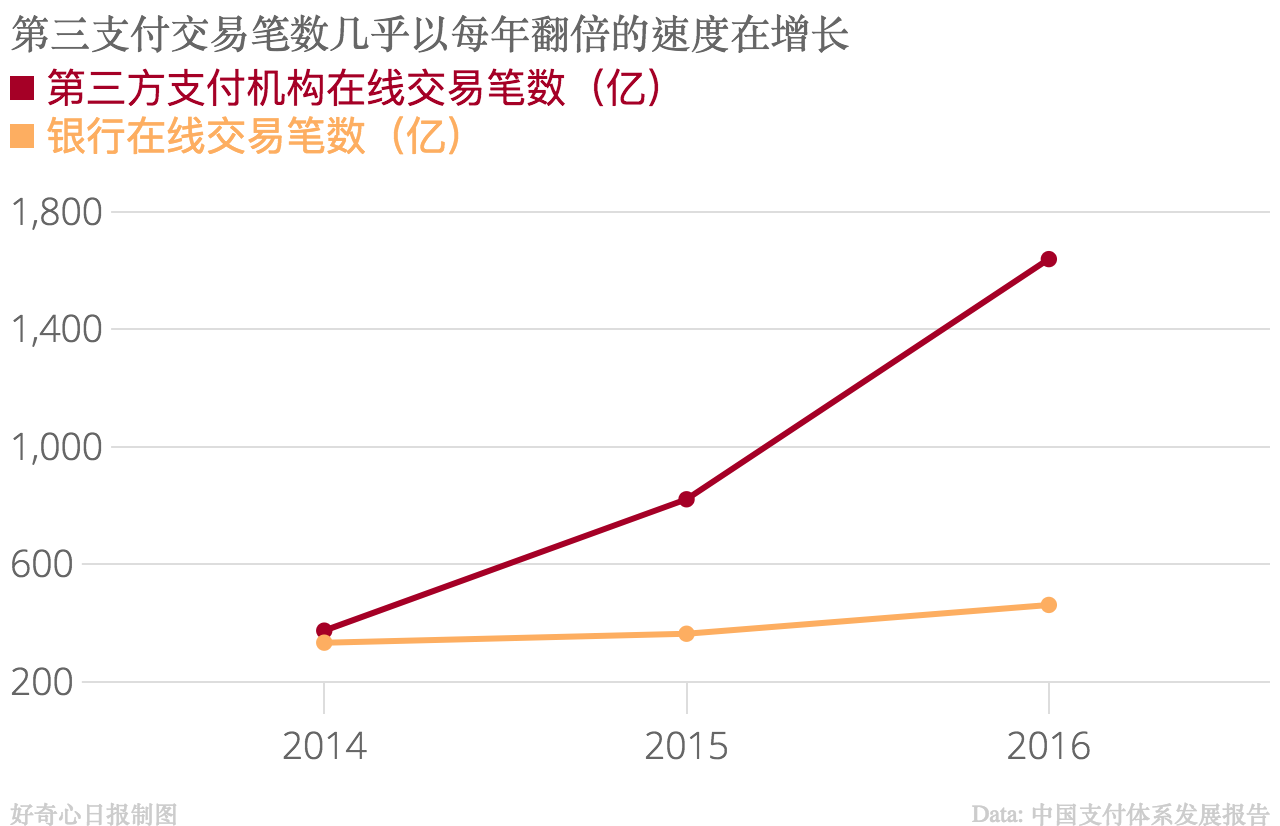 第三支付交易笔数几乎以每年翻倍的速度在增长
第三方支付机构在线交易笔数（亿）
银行在线交易笔数（亿）
1,800
1,400
1,000
600
200
2014 2015 2016
好奇心日报制图 Data: 中国支付体系发展报告